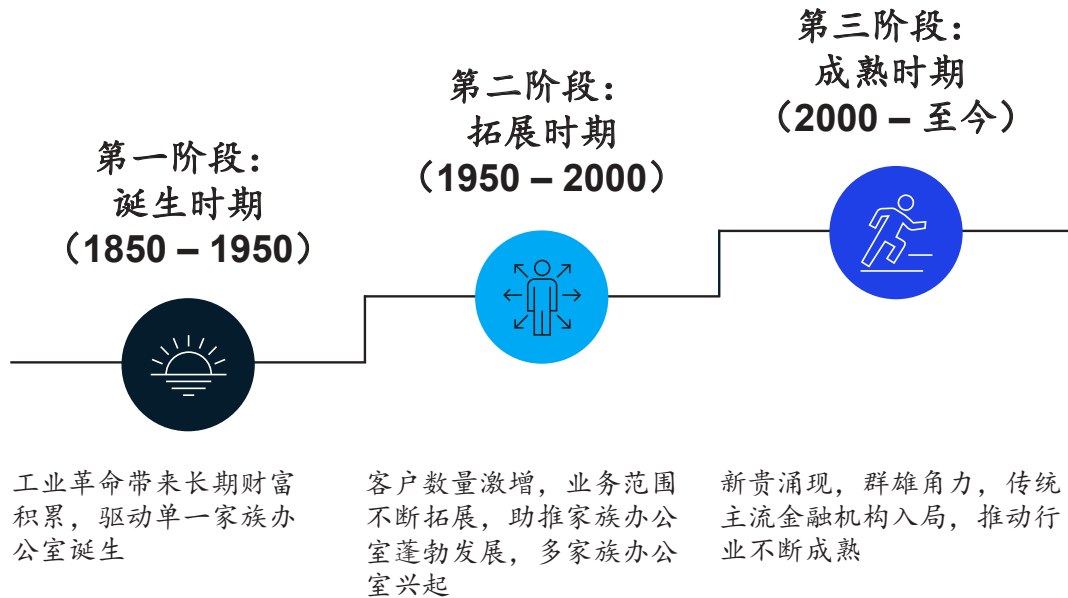 第一阶段：
诞生时期
（1850 – 1950）
工业革命带来长期财富
积累，驱动单一家族办
公室诞生
第二阶段：
拓展时期
（1950 – 2000）
客户数量激增，业务范围
不断拓展，助推家族办公
室蓬勃发展，多家族办公
室兴起
第三阶段：
成熟时期
（2000 – 至今）
新贵涌现，群雄角力，传统
主流金融机构入局，推动行
业不断成熟